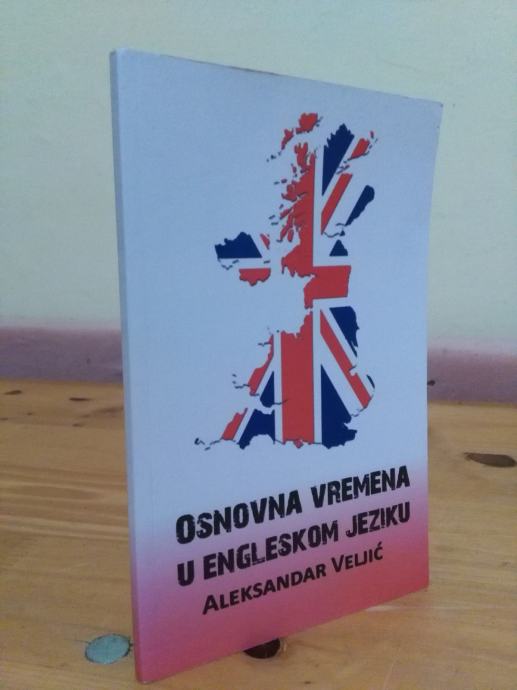 OSNOVNA VREMENA
U ENGLESKOM JEZIKU
ALEKSANDAR VELJIĆ